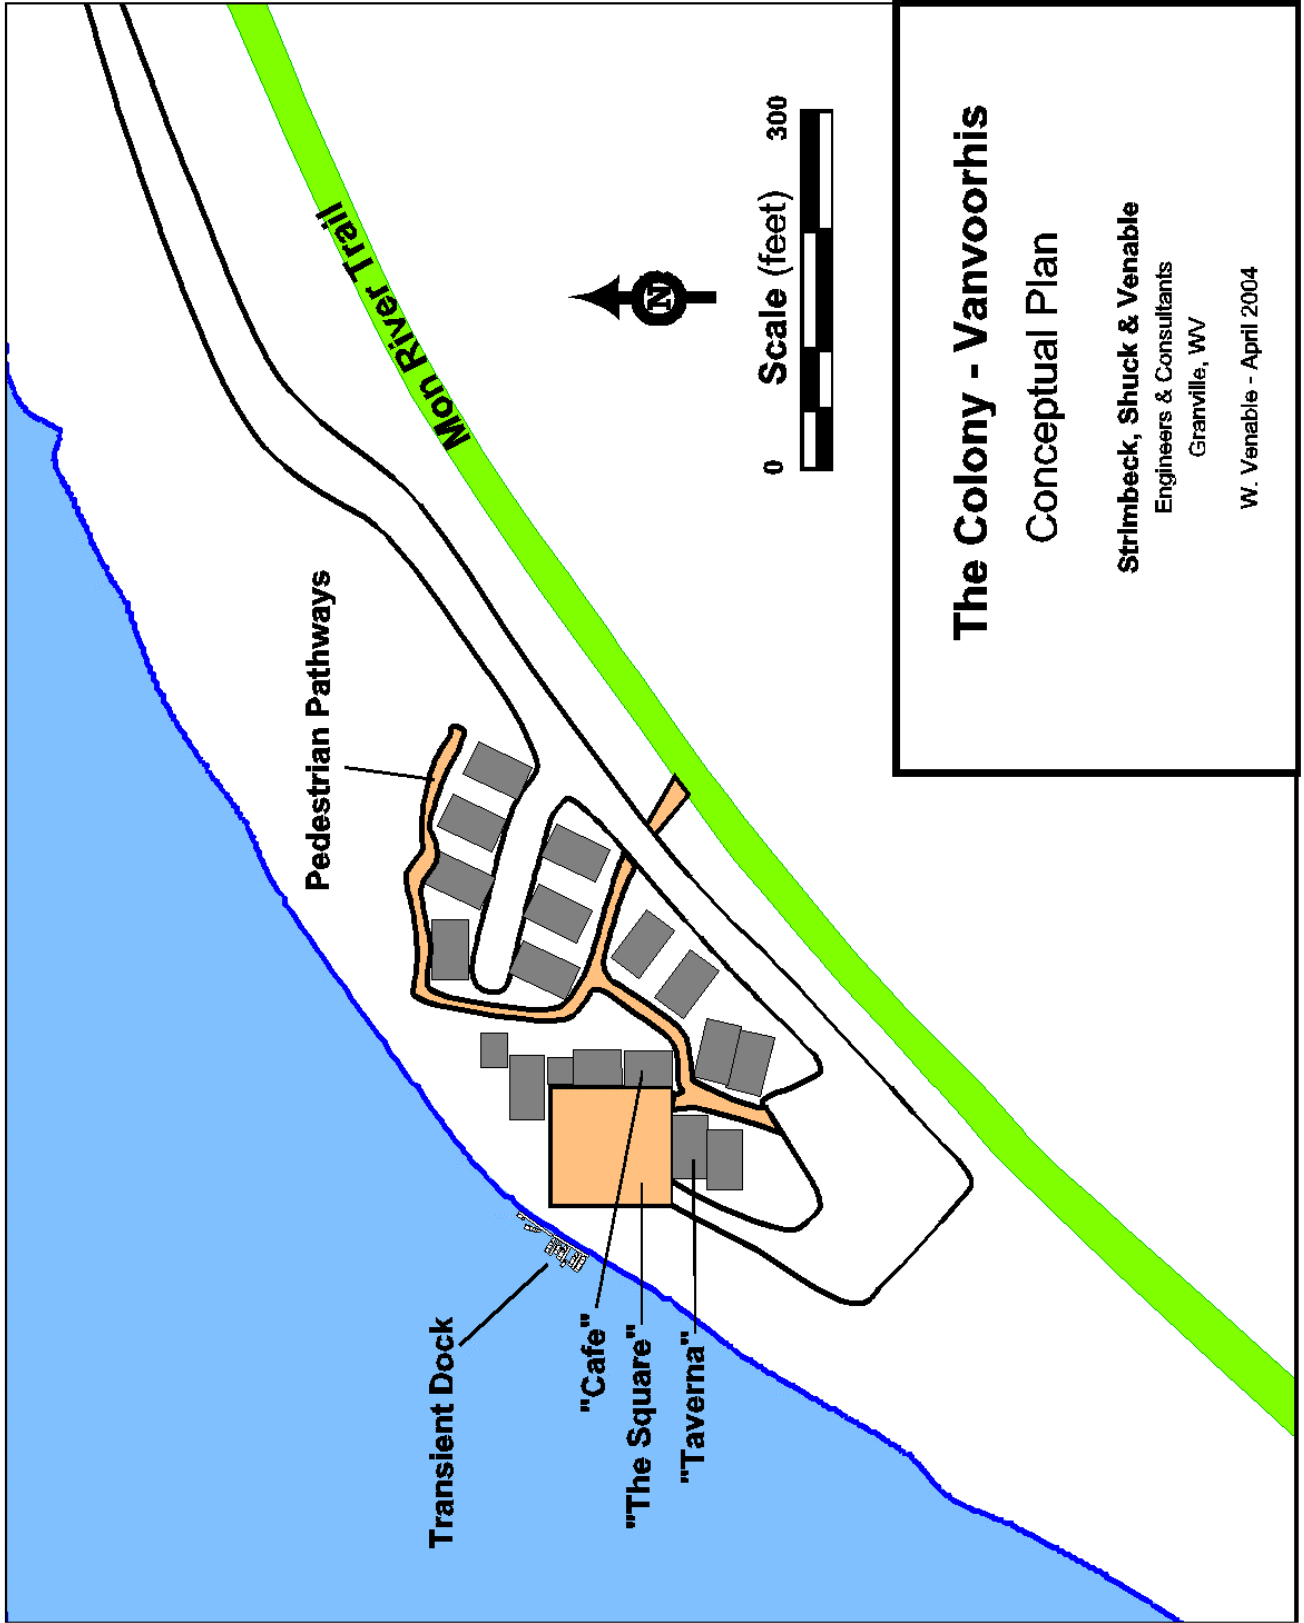 Transient Dock
Pedestrian Pathways
"Cafe"
"The Square"
"Taverna"
Mon River Trail
N
Scale (feet)
0 300
The Colony - Vanvoorhis
Conceptual Plan
Strimbeck, Shuck & Venable
Engineers & Consultants
Granville, WV
W. Venable - April 2004